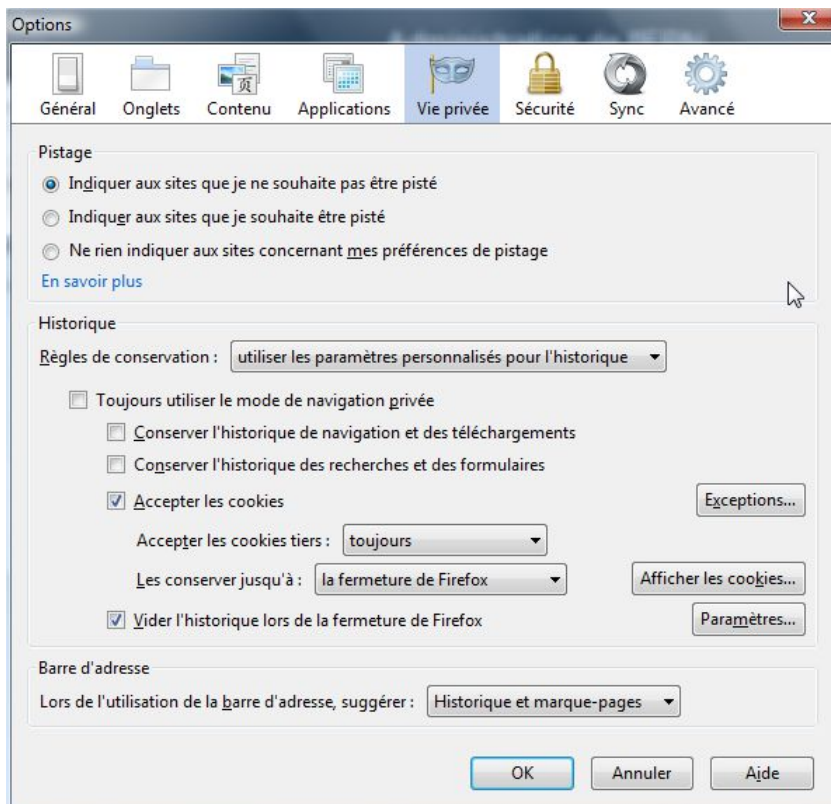 Options
Général Onglets Contenu Applications Vie privée Sécurité Sync Avancé
Pistage
Indiquer aux sites que je ne souhaite pas être pisté
Indiquer aux sites que je souhaite être pisté
Ne rien indiquer aux sites concernant mes préférences de pistage
En savoir plus
Historique
Règles de conservation : utiliser les paramètres personnalisés pour l'historique
Toujours utiliser le mode de navigation privée
Conserver l'historique de navigation et des téléchargements
Conserver l'historique des recherches et des formulaires
Accepter les cookies Exceptions...
Accepter les cookies tiers : toujours
Les conserver jusqu'à : la fermeture de Firefox Afficher les cookies...
Vider l'historique lors de la fermeture de Firefox Paramètres...
Barre d'adresse
Lors de l'utilisation de la barre d'adresse, suggérer : Historique et marque-pages
OK Annuler Aide